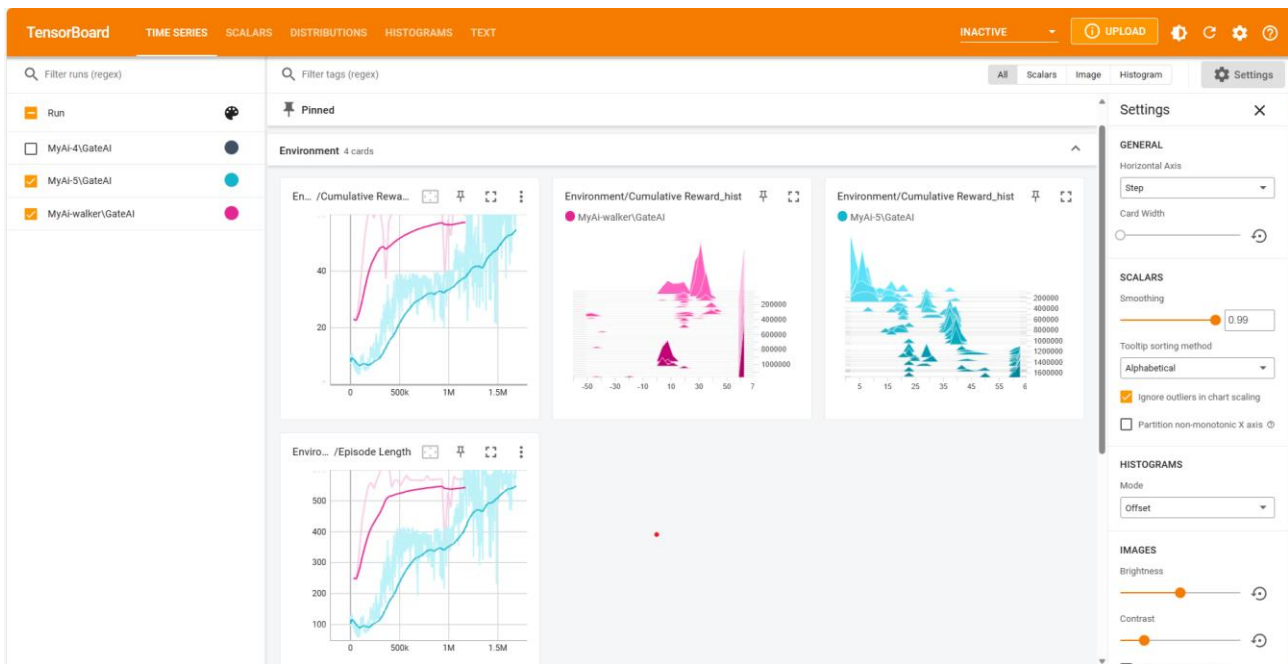 TensorBoard TIME SERIES SCALARS DISTRIBUTIONS HISTOGRAMS TEXT INACTIVE UPLOAD
Filter runs (regex)
Run
MyAi-4\GateAI
MyAi-5\GateAI
MyAi-walker\GateAI
Filter tags (regex) All Scalars Image Histogram Settings
Pinned
Environment 4 cards
En... /Cumulative Rewa...
40
20
0 500k 1M 1.5M
Environment/Cumulative Reward_hist
MyAi-walker\GateAI
200000
400000
600000
800000
1000000
-50 -30 -10 10 30 50 7
Environment/Cumulative Reward_hist
MyAi-5\GateAI
200000
400000
600000
800000
1000000
1200000
1400000
1600000
5 15 25 35 45 55 6
Enviro... /Episode Length
500
400
300
200
100
0 500k 1M 1.5M
Settings
GENERAL
Horizontal Axis
Step
Card Width
SCALARS
Smoothing
0.99
Tooltip sorting method
Alphabetical
Ignore outliers in chart scaling
Partition non-monotonic X axis
HISTOGRAMS
Mode
Offset
IMAGES
Brightness
Contrast